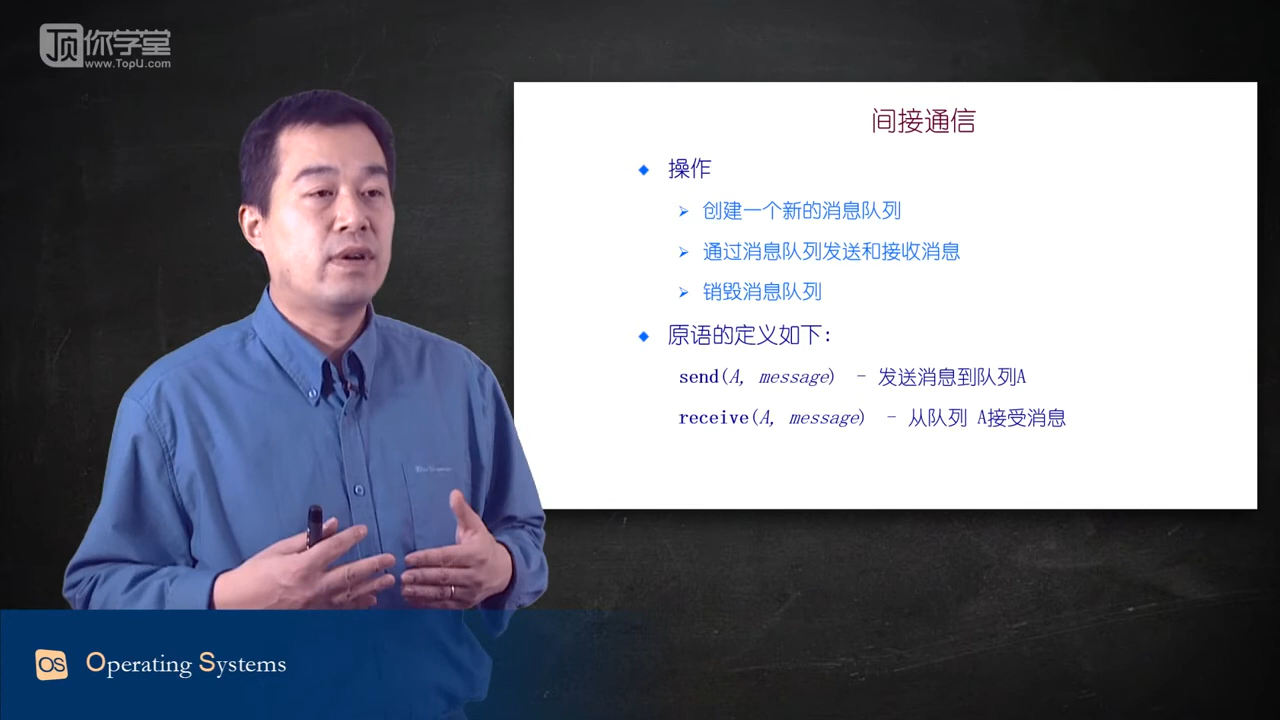 顶你学堂
www.TopU.com
间接通信
操作
创建一个新的消息队列
通过消息队列发送和接收消息
销毁消息队列
原语的定义如下：
send(A, message) - 发送消息到队列A
receive(A, message) - 从队列 A接受消息
OS Operating Systems